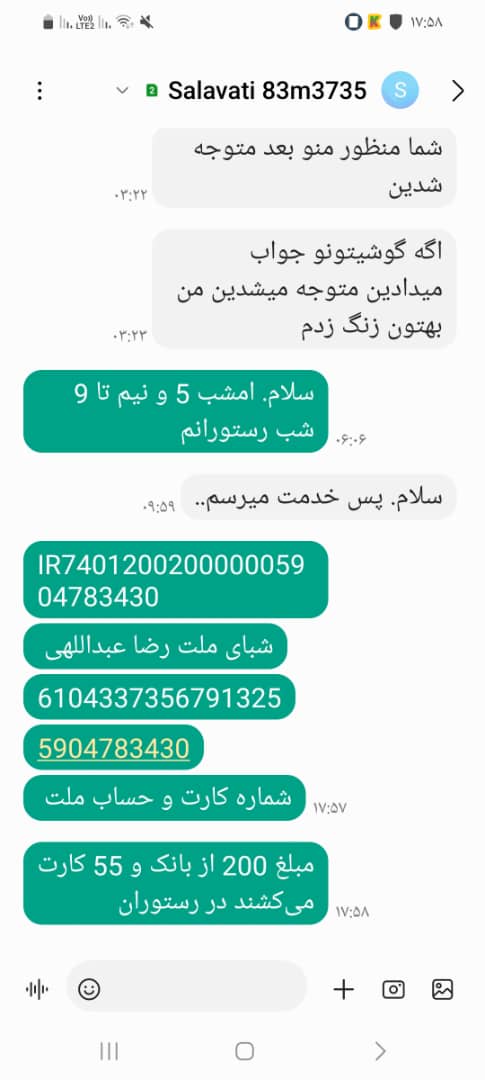 Vo))
LTE2
K
۱۷:۵۸
2
Salavati 83m3735
S
شما منظور منو بعد متوجه
شدین
۰۳:۲۲
اگه گوشیتونو جواب
میدادین متوجه میشدین من
بهتون زنگ زدم
۰۳:۲۳
سلام. امشب 5 و نیم تا 9
شب رستورانم
۰۶:۰۶
سلام. پس خدمت میرسم..
۰۹:۵۹
IR7401200200000059
04783430
شبای ملت رضا عبداللهی
6104337356791325
5904783430
شماره کارت و حساب ملت
۱۷:۵۷
مبلغ 200 از بانک و 55 کارت
می‌کشند در رستوران
۱۷:۵۸